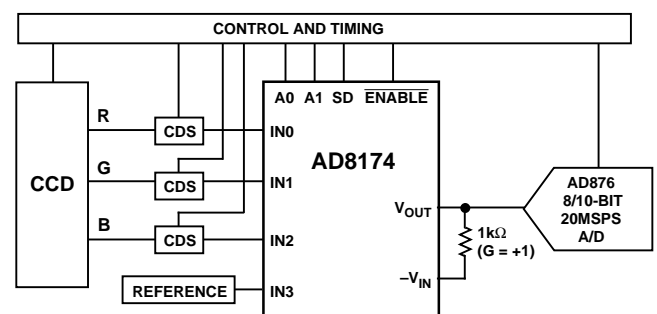 CONTROL AND TIMING
A0 A1 SD ENABLE
R
CDS
IN0
AD8174
G
CCD
CDS
IN1
AD876
8/10-BIT
20MSPS
A/D
VOUT
B
CDS
IN2
1kΩ
(G = +1)
–VIN
REFERENCE
IN3